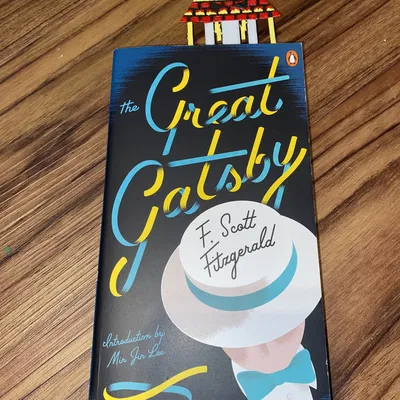 the
Great
Gatsby
F. Scott
Fitzgerald
Introduction by
Min Jin Lee